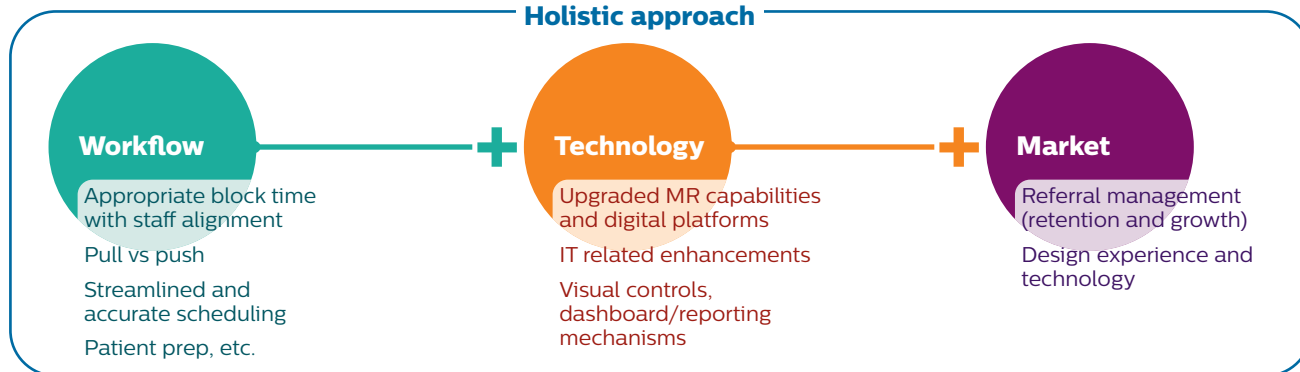 Holistic approach
Workflow
Appropriate block time
with staff alignment
Pull vs push
Streamlined and
accurate scheduling
Patient prep, etc.
Technology
Upgraded MR capabilities
and digital platforms
IT related enhancements
Visual controls,
dashboard/reporting
mechanisms
Market
Referral management
(retention and growth)
Design experience and
technology